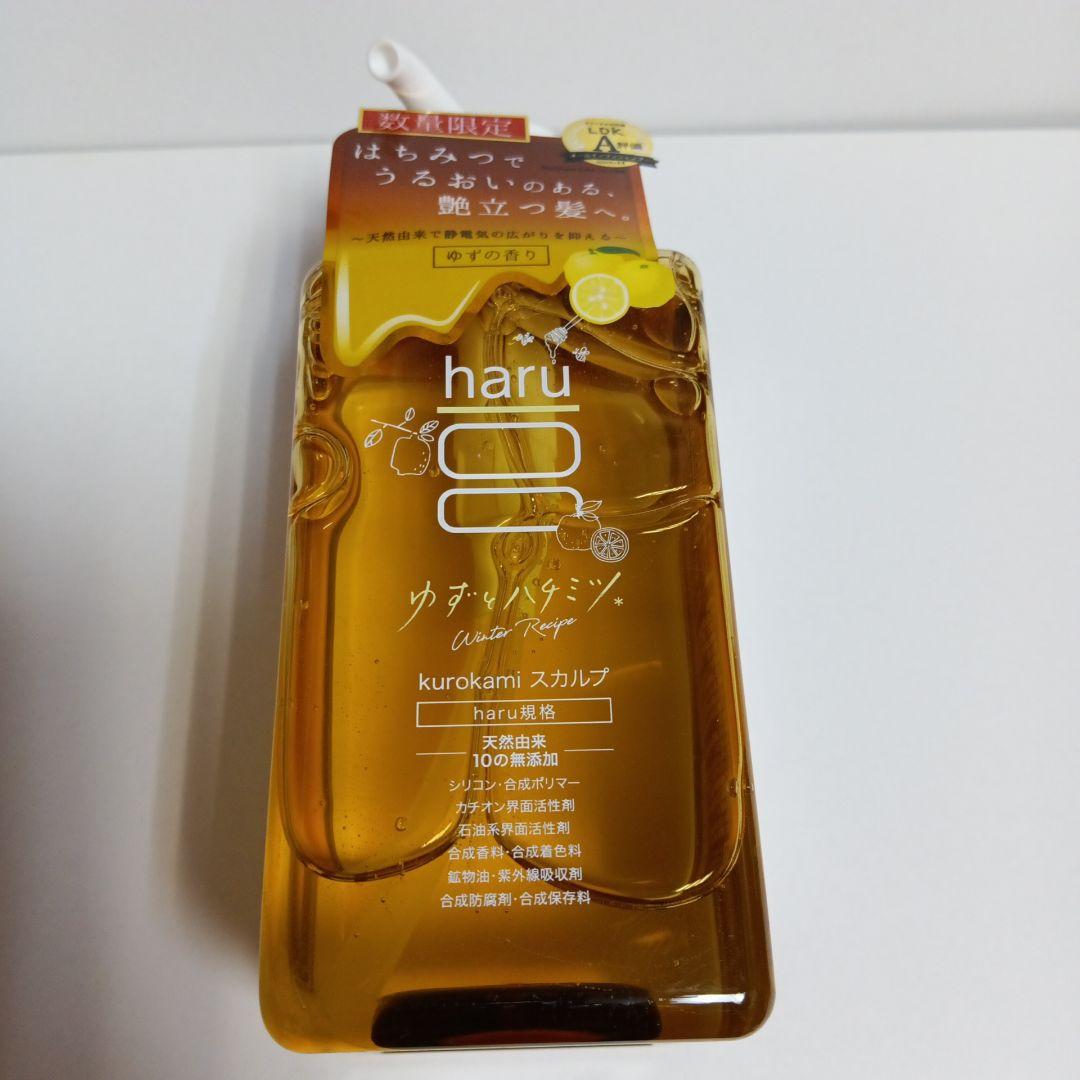 数量限定
LDK
A評価
はちみつで
うるおいのある、
艶立つ髪へ。
～天然由来で静電気の広がりを抑える～
ゆずの香り
haru
ゆずとハチミツ*
Winter Recipe
kurokami スカルプ
haru規格
天然由来
10の無添加
シリコン・合成ポリマー
カチオン界面活性剤
石油系界面活性剤
合成香料・合成着色料
鉱物油・紫外線吸収剤
合成防腐剤・合成保存料